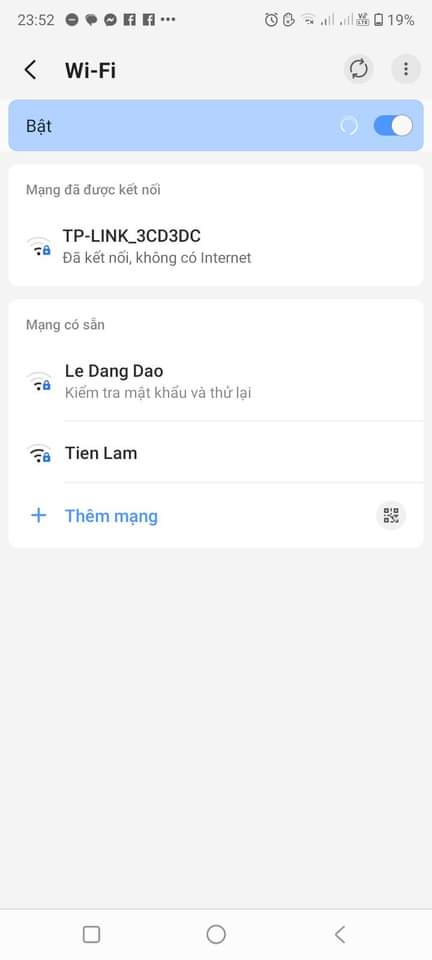 23:52
19%
Wi-Fi
Bật
Mạng đã được kết nối
TP-LINK_3CD3DC
Đã kết nối, không có Internet
Mạng có sẵn
Le Dang Dao
Kiểm tra mật khẩu và thử lại
Tien Lam
Thêm mạng